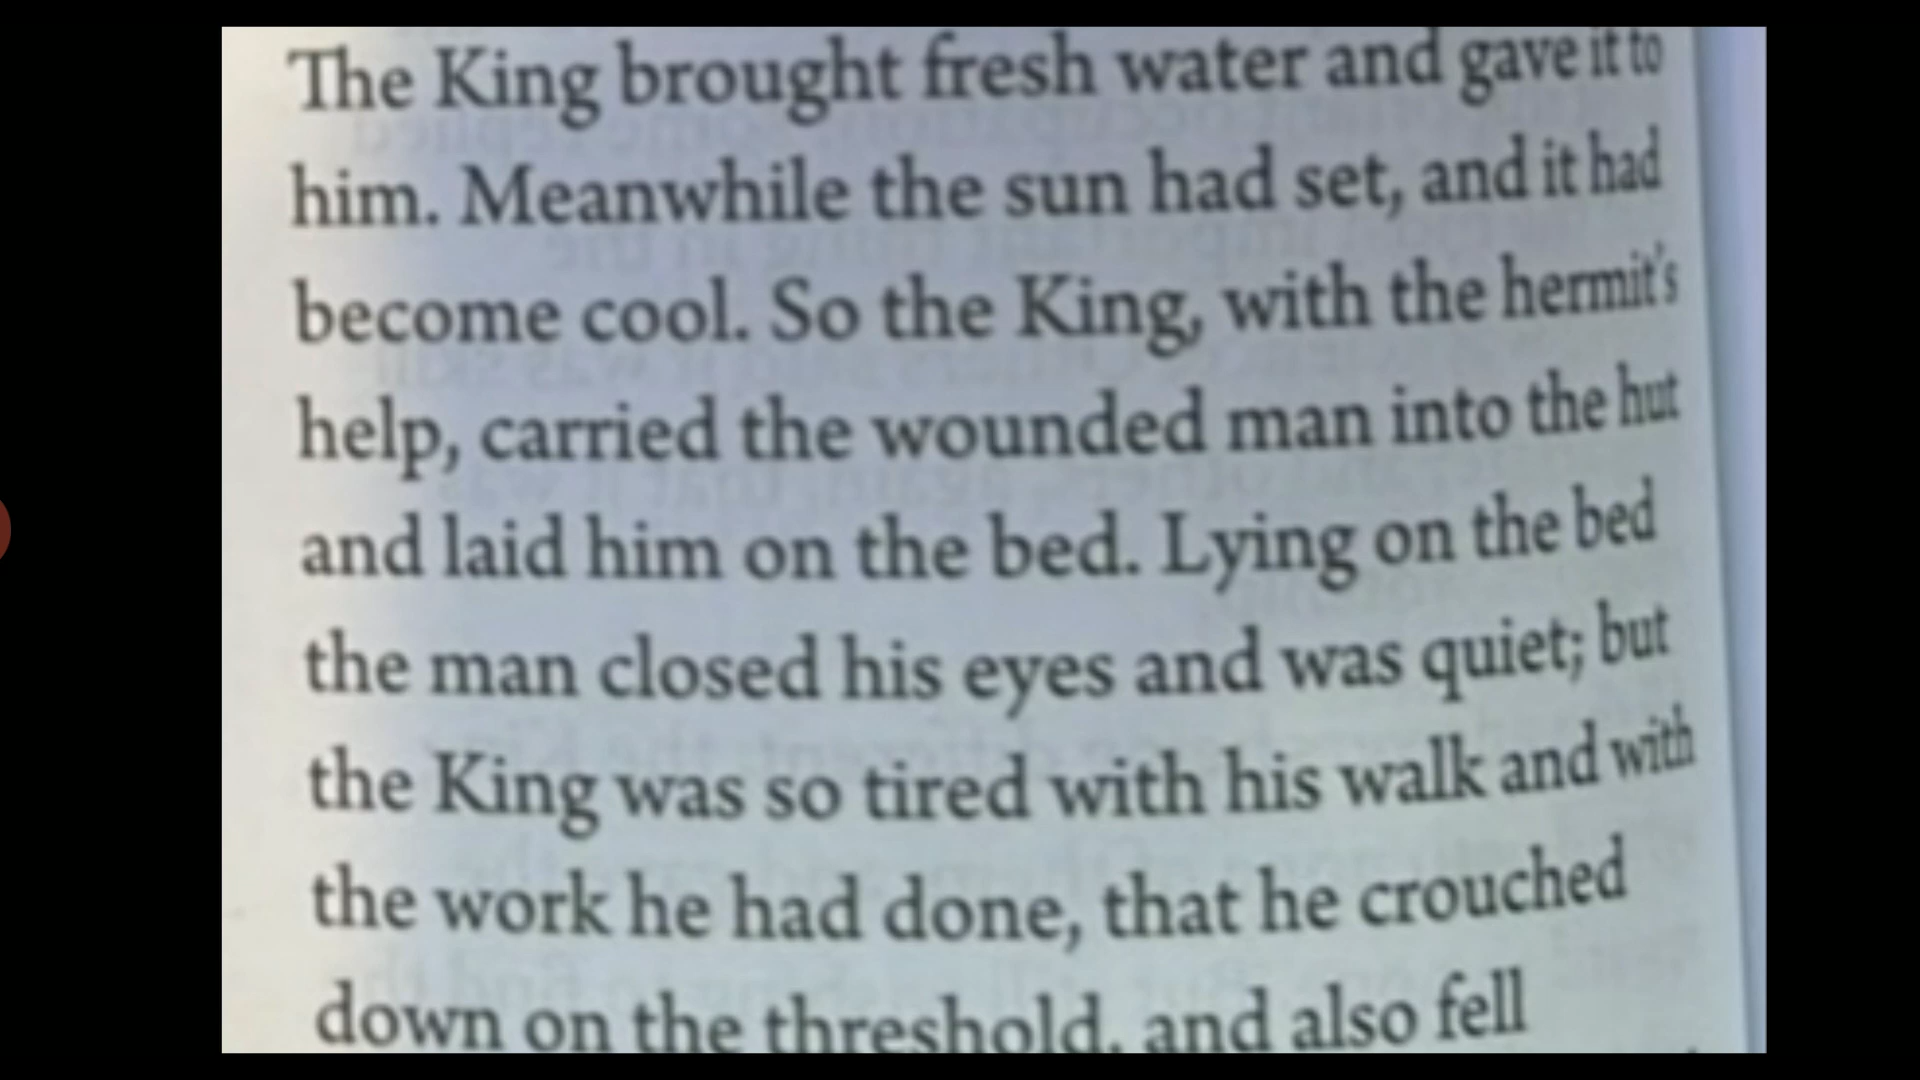 The King brought fresh water and gave it to
him. Meanwhile the sun had set, and it had
become cool. So the King, with the hermit's
help, carried the wounded man into the hut
and laid him on the bed. Lying on the bed
the man closed his eyes and was quiet; but
the King was so tired with his walk and with
the work he had done, that he crouched
down on the threshold, and also fell